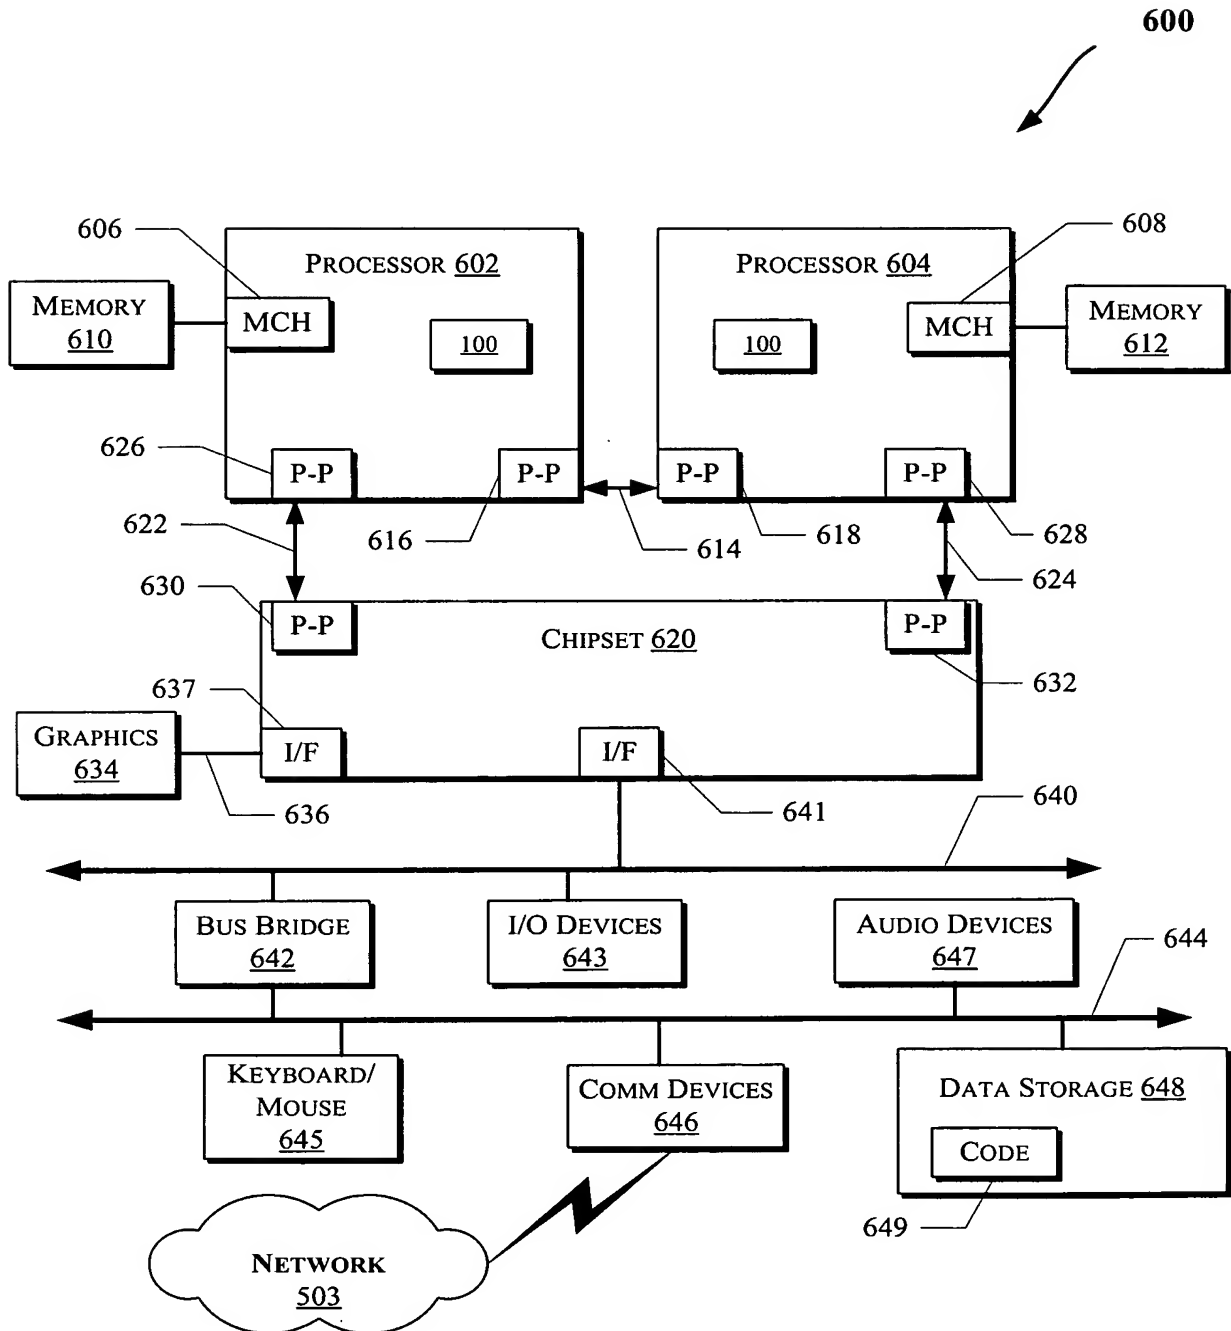 600
606
608
PROCESSOR 602
PROCESSOR 604
MEMORY
610
MCH
100
100
MCH
MEMORY
612
626
P-P
P-P
P-P
P-P
622
616
614
618
628
624
630
P-P
CHIPSET 620
P-P
632
637
GRAPHICS
634
I/F
I/F
636
641
640
BUS BRIDGE
642
I/O DEVICES
643
AUDIO DEVICES
647
644
KEYBOARD/
MOUSE
645
COMM DEVICES
646
DATA STORAGE 648
CODE
649
NETWORK
503